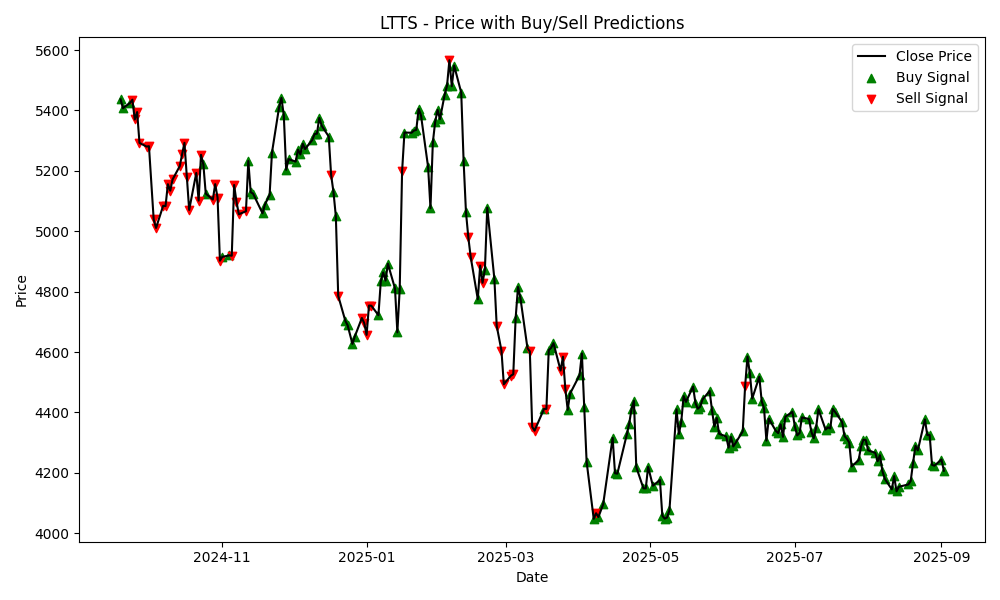 LTTS - Price with Buy/Sell Predictions
Close Price
Buy Signal
Sell Signal
Price
5600
5400
5200
5000
4800
4600
4400
4200
4000
2024-11
2025-01
2025-03
2025-05
2025-07
2025-09
Date